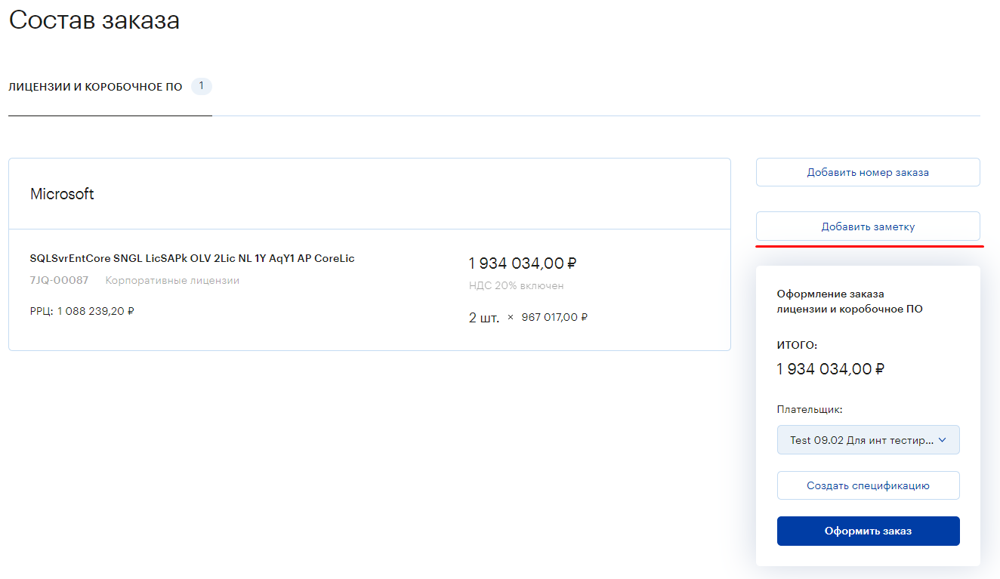 Состав заказа
ЛИЦЕНЗИИ И КОРОБОЧНОЕ ПО 1
Microsoft
SQLSvrEntCore SNGL LicSAPk OLV 2Lic NL 1Y AqY1 AP CoreLic
7JQ-00087 Корпоративные лицензии
РРЦ: 1 088 239,20 ₽
1 934 034,00 ₽
НДС 20% включен
2 шт. × 967 017,00 ₽
Добавить номер заказа
Добавить заметку
Оформление заказа
лицензии и коробочное ПО
ИТОГО:
1 934 034,00 ₽
Плательщик:
Test 09.02 Для инт тестир...
Создать спецификацию
Оформить заказ